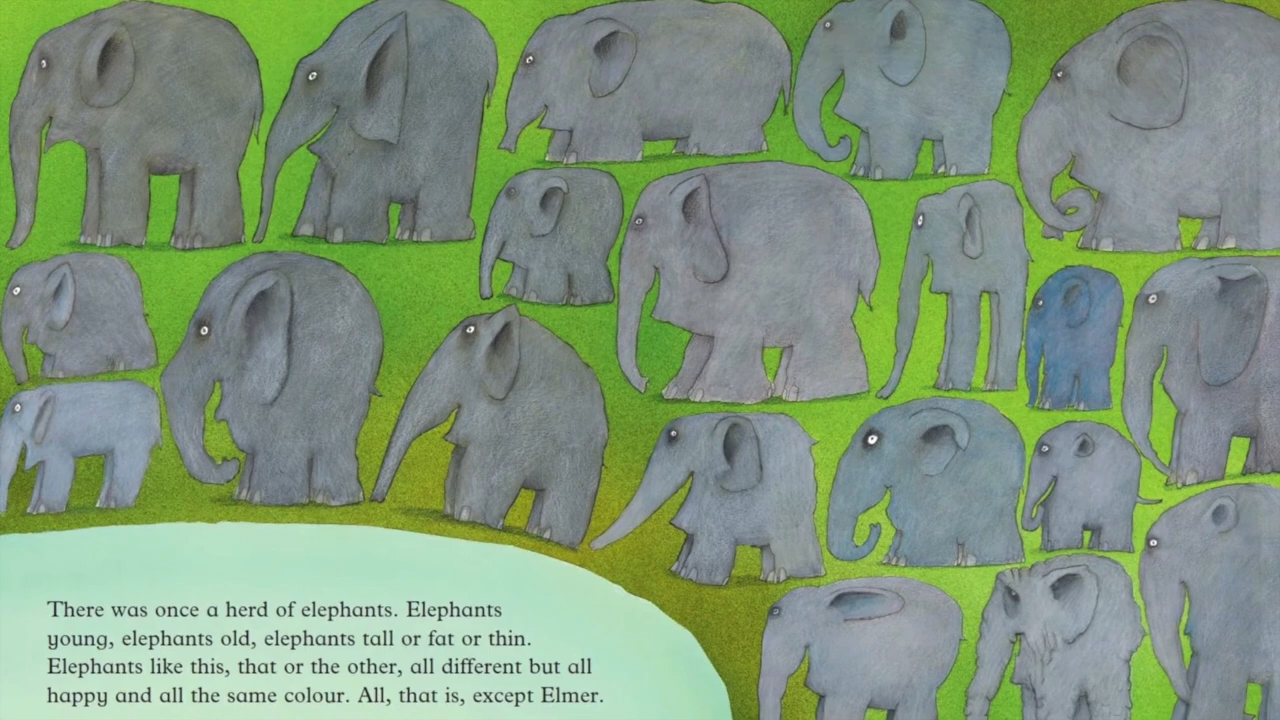 There was once a herd of elephants. Elephants
young, elephants old, elephants tall or fat or thin.
Elephants like this, that or the other, all different but all
happy and all the same colour. All, that is, except Elmer.